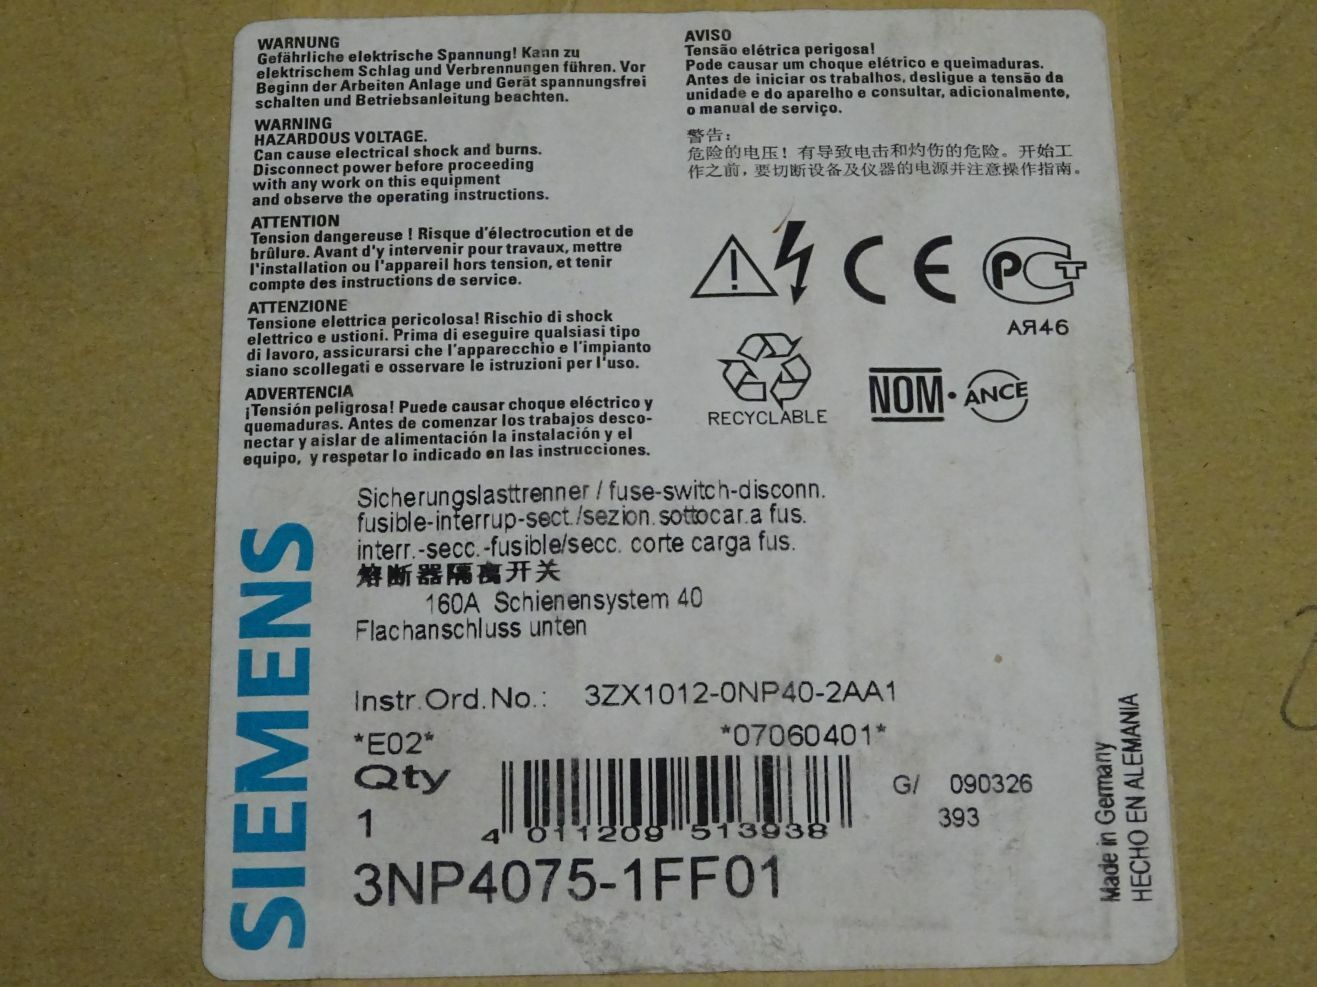 WARNUNG
Gefährliche elektrische Spannung! Kann zu
elektrischem Schlag und Verbrennungen führen. Vor
Beginn der Arbeiten Anlage und Gerät spannungsfrei
schalten und Betriebsanleitung beachten.
WARNING
HAZARDOUS VOLTAGE.
Can cause electrical shock and burns.
Disconnect power before proceeding
with any work on this equipment
and observe the operating instructions.
ATTENTION
Tension dangereuse ! Risque d'électrocution et de
brûlure. Avant d'y intervenir pour travaux, mettre
l'installation ou l'appareil hors tension, et tenir
compte des instructions de service.
ATTENZIONE
Tensione elettrica pericolosa! Rischio di shock
elettrico e ustioni. Prima di eseguire qualsiasi tipo
di lavoro, assicurarsi che l'apparecchio e l'impianto
siano scollegati e osservare le istruzioni per l'uso.
ADVERTENCIA
¡Tensión peligrosa! Puede causar choque eléctrico y
quemaduras. Antes de comenzar los trabajos desco-
nectar y aislar de alimentación la instalación y el
equipo, y respetar lo indicado en las instrucciones.
AVISO
Tensão elétrica perigosa!
Pode causar um choque elétrico e queimaduras.
Antes de iniciar os trabalhos, desligue a tensão da
unidade e do aparelho e consultar, adicionalmente,
o manual de serviço.
警告:
危险的电压! 有导致电击和灼伤的危险。开始工
作之前,要切断设备及仪器的电源并注意操作指南。
CE
РСТ
АЯ46
RECYCLABLE
NOM·ANCE
Sicherungslasttrenner / fuse-switch-disconn.
fusible-interrup-sect./sezion.sottocar.a fus.
interr.-secc.-fusible/secc. corte carga fus.
熔断器隔离开关
160A Schienensystem 40
Flachanschluss unten
SIEMENS
Instr.Ord.No.: 3ZX1012-0NP40-2AA1
*E02* *07060401*
Qty
1
4 011209 513938
G/ 090326
393
3NP4075-1FF01
Made in Germany
HECHO EN ALEMANIA